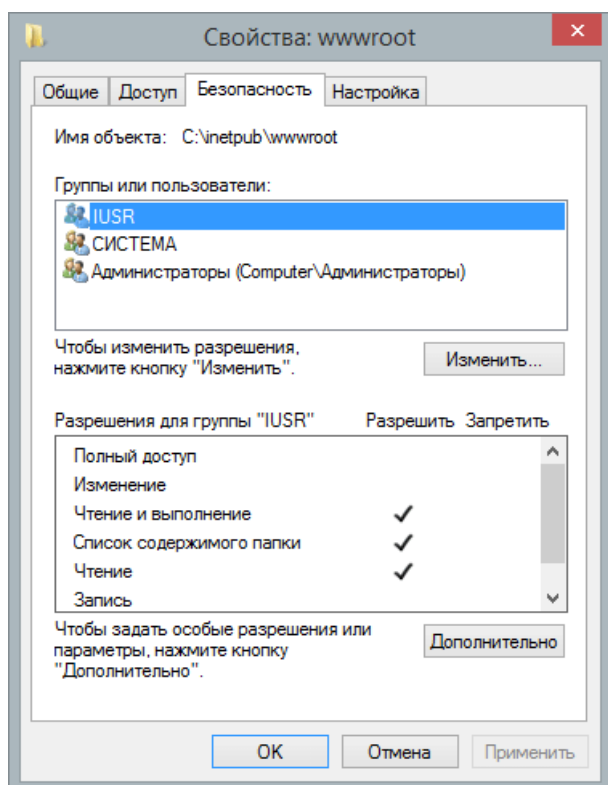 Свойства: wwwroot
Общие Доступ Безопасность Настройка
Имя объекта: C:\inetpub\wwwroot
Группы или пользователи:
IUSR
СИСТЕМА
Администраторы (Computer\Администраторы)
Чтобы изменить разрешения,
нажмите кнопку "Изменить".
Изменить...
Разрешения для группы "IUSR" Разрешить Запретить
Полный доступ
Изменение
Чтение и выполнение
Список содержимого папки
Чтение
Запись
Чтобы задать особые разрешения или
параметры, нажмите кнопку
"Дополнительно".
Дополнительно
OK Отмена Применить